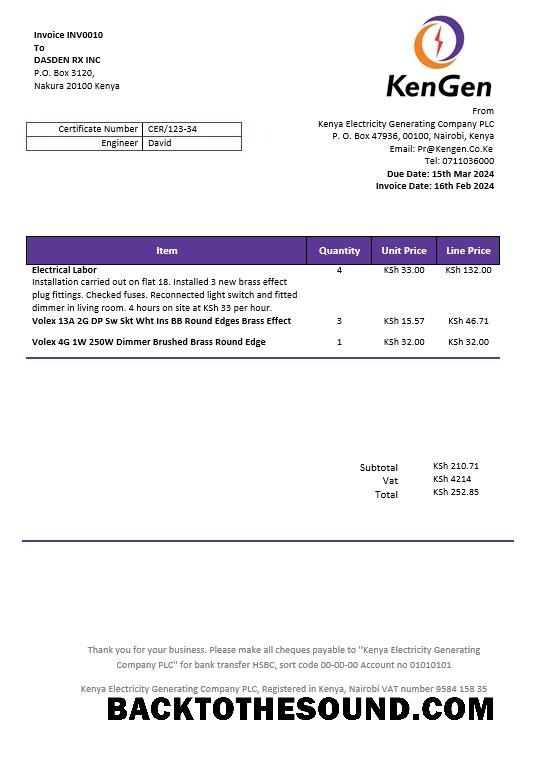 Invoice INV0010
To
DASDEN RX INC
P.O. Box 3120,
Nakura 20100 Kenya
KenGen
From
Kenya Electricity Generating Company PLC
P. O. Box 47936, 00100, Nairobi, Kenya
Email: Pr@Kengen.Co.Ke
Tel: 0711036000
Due Date: 15th Mar 2024
Invoice Date: 16th Feb 2024
Certificate Number CER/123-34
Engineer David
Item Quantity Unit Price Line Price
Electrical Labor 4 KSh 33.00 KSh 132.00
Installation carried out on flat 18. Installed 3 new brass effect
plug fittings. Checked fuses. Reconnected light switch and fitted
dimmer in living room. 4 hours on site at KSh 33 per hour.
Volex 13A 2G DP Sw Skt Wht Ins BB Round Edges Brass Effect 3 KSh 15.57 KSh 46.71
Volex 4G 1W 250W Dimmer Brushed Brass Round Edge 1 KSh 32.00 KSh 32.00
Subtotal KSh 210.71
Vat KSh 4214
Total KSh 252.85
Thank you for your business. Please make all cheques payable to "Kenya Electricity Generating
Company PLC" for bank transfer HSBC, sort code 00-00-00 Account no 01010101
Kenya Electricity Generating Company PLC, Registered in Kenya, Nairobi VAT number 9584 158 35
BACKTOTHESOUND.COM